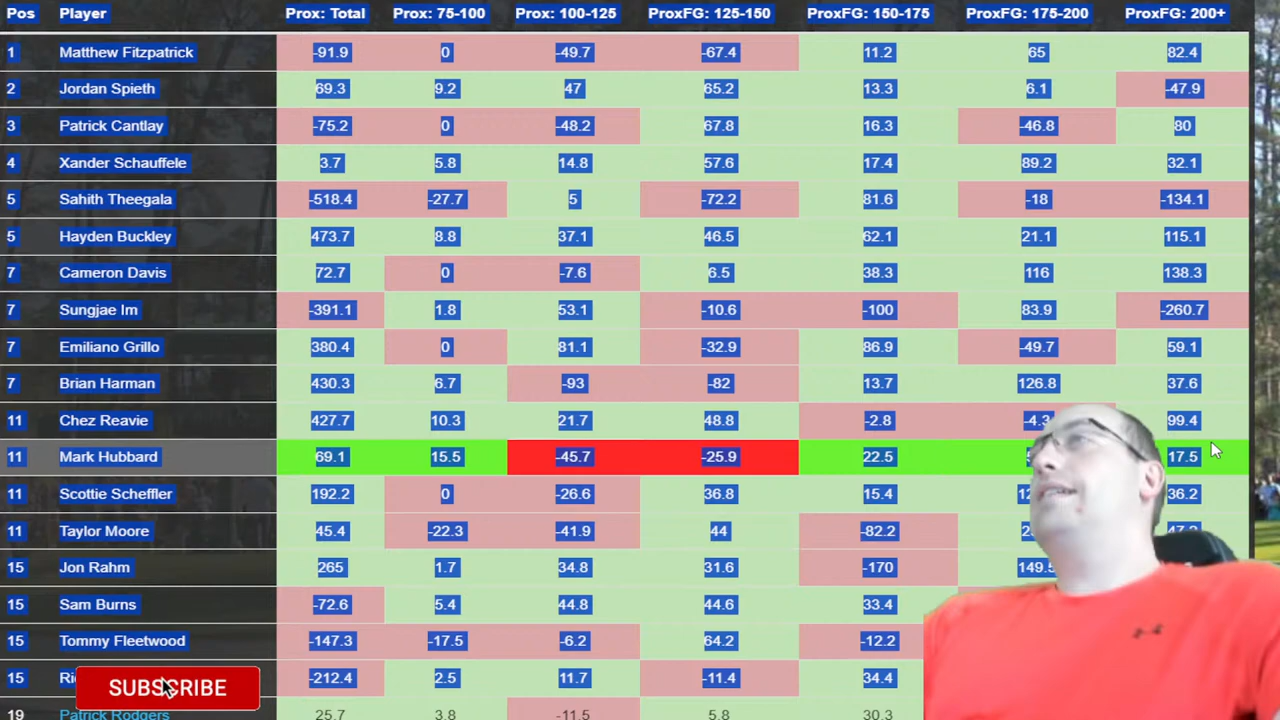 Pos Player Prox: Total Prox: 75-100 Prox: 100-125 ProxFG: 125-150 ProxFG: 150-175 ProxFG: 175-200 ProxFG: 200+
1 Matthew Fitzpatrick -91.9 0 -49.7 -67.4 11.2 65 82.4
2 Jordan Spieth 69.3 9.2 47 65.2 13.3 6.1 -47.9
3 Patrick Cantlay -75.2 0 -48.2 67.8 16.3 -46.8 80
4 Xander Schauffele 3.7 5.8 14.8 57.6 17.4 89.2 32.1
5 Sahith Theegala -518.4 -27.7 5 -72.2 81.6 -18 -134.1
5 Hayden Buckley 473.7 8.8 37.1 46.5 62.1 21.1 115.1
7 Cameron Davis 72.7 0 -7.6 6.5 38.3 116 138.3
7 Sungjae Im -391.1 1.8 53.1 -10.6 -100 83.9 -260.7
7 Emiliano Grillo 380.4 0 81.1 -32.9 86.9 -49.7 59.1
7 Brian Harman 430.3 6.7 -93 -82 13.7 126.8 37.6
11 Chez Reavie 427.7 10.3 21.7 48.8 -2.8 -4.3 99.4
11 Mark Hubbard 69.1 15.5 -45.7 -25.9 22.5 17.5
11 Scottie Scheffler 192.2 0 -26.6 36.8 15.4 36.2
11 Taylor Moore 45.4 -22.3 -41.9 44 -82.2
15 Jon Rahm 265 1.7 34.8 31.6 -170
15 Sam Burns -72.6 5.4 44.8 44.6 33.4
15 Tommy Fleetwood -147.3 -17.5 -6.2 64.2 -12.2
15 -212.4 2.5 11.7 -11.4 34.4
SUBSCRIBE
19 Patrick Rodgers 25.7 3.8 -11.5 5.8 30.3